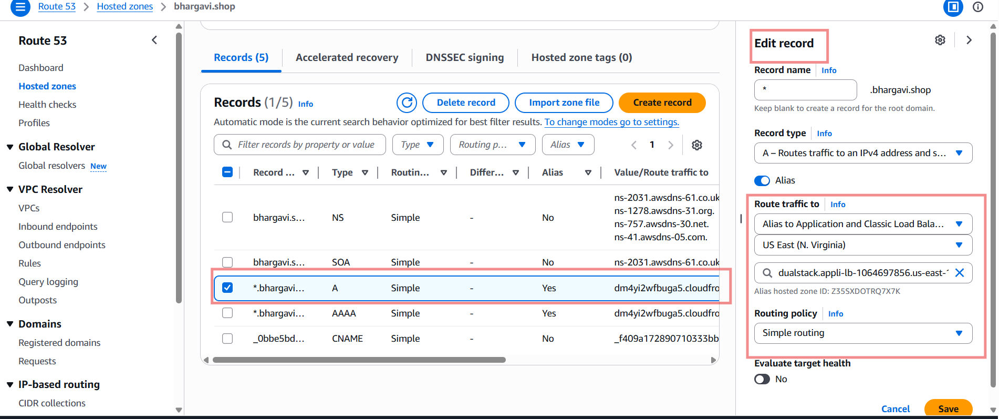 Route 53 > Hosted zones > bhargavi.shop
Route 53
Dashboard
Hosted zones
Health checks
Profiles
Global Resolver
Global resolvers New
VPC Resolver
VPCs
Inbound endpoints
Outbound endpoints
Rules
Query logging
Outposts
Domains
Registered domains
Requests
IP-based routing
CIDR collections
Records (5)
Accelerated recovery
DNSSEC signing
Hosted zone tags (0)
Records (1/5) Info
Delete record
Import zone file
Create record
Automatic mode is the current search behavior optimized for best filter results. To change modes go to settings.
Filter records by property or value
Type
Routing p...
Alias
1
Record ... Type Routin... Differ... Alias Value/Route traffic to
ns-2031.awsdns-61.co.uk
ns-1278.awsdns-31.org.
bhargavi.s... NS Simple - No
ns-757.awsdns-30.net.
ns-41.awsdns-05.com.
bhargavi.s... SOA Simple - No ns-2031.awsdns-61.co.uk
*.bhargavi... A Simple - Yes dm4yi2wfbuga5.cloudfro
*.bhargavi... AAAA Simple - Yes dm4yi2wfbuga5.cloudfro
_0bbe5bd... CNAME Simple - No _f409a172890710333bb
Edit record
Record name Info
* .bhargavi.shop
Keep blank to create a record for the root domain.
Record type Info
A – Routes traffic to an IPv4 address and s...
Alias
Route traffic to Info
Alias to Application and Classic Load Bala...
US East (N. Virginia)
dualstack.appli-lb-1064697856.us-east-1
Alias hosted zone ID: Z35SXDOTRQ7X7K
Routing policy Info
Simple routing
Evaluate target health
No
Cancel
Save